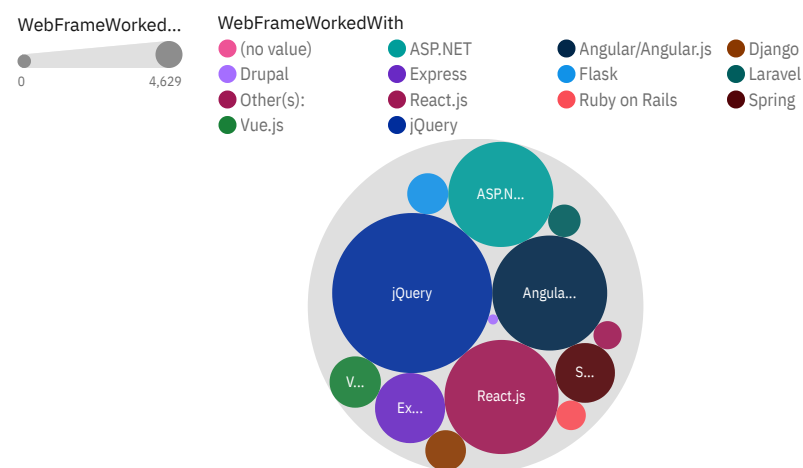 WebFrameWorked...
0 4,629
WebFrameWorkedWith
(no value) ASP.NET Angular/Angular.js Django
Drupal Express Flask Laravel
Other(s): React.js Ruby on Rails Spring
Vue.js jQuery
ASP.N...
jQuery Angula...
V... S...
Ex... React.js